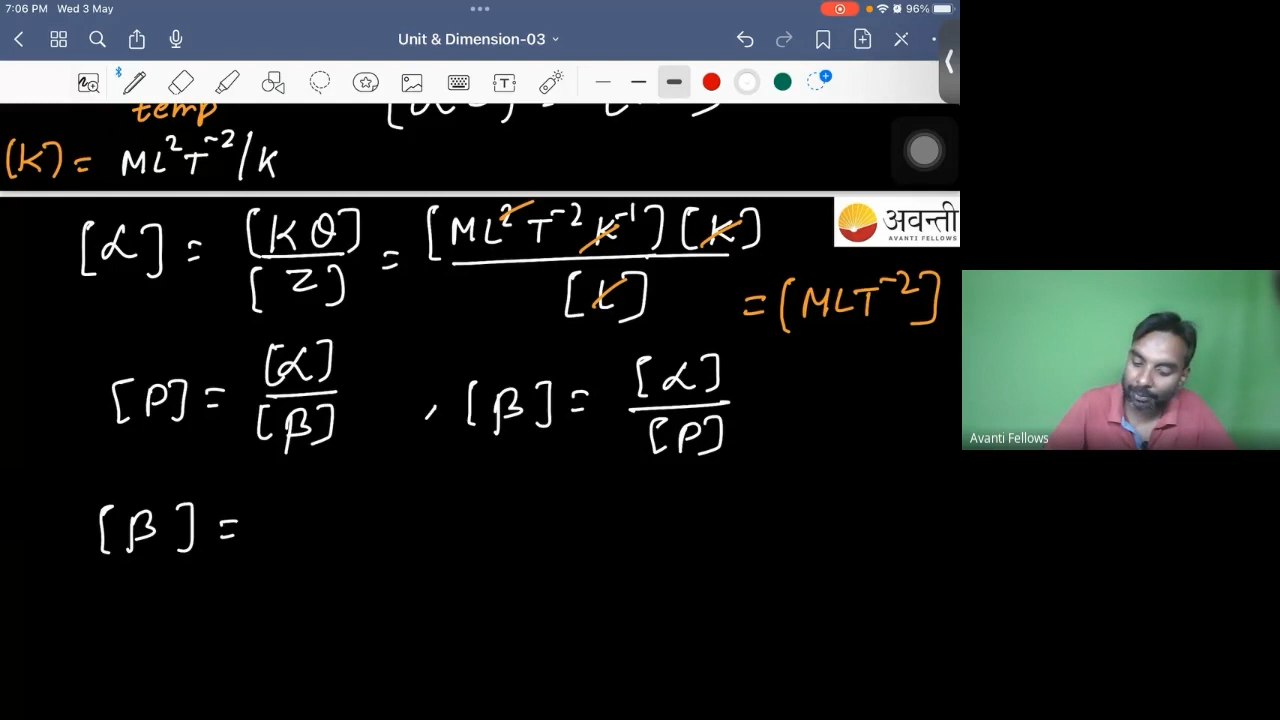 7:06 PM Wed 3 May
96%
Unit & Dimension-03
temp
(K) = ML²T⁻²/K
अवन्ती
AVANTI FELLOWS
[α] = [K θ]/[Z] = [ML²T⁻²K⁻¹][K]/[L] = [MLT⁻²]
[P] = [α]/[β] , [β] = [α]/[P]
Avanti Fellows
[β] =